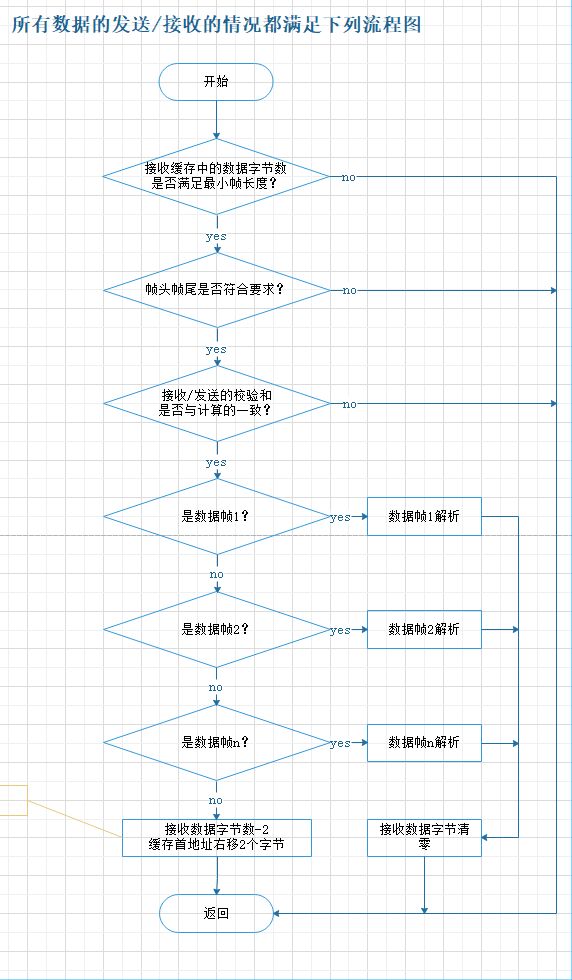 所有数据的发送/接收的情况都满足下列流程图
开始
接收缓存中的数据字节数
是否满足最小帧长度？
no
yes
帧头帧尾是否符合要求？
no
yes
接收/发送的校验和
是否与计算的一致？
no
yes
是数据帧1？
yes
数据帧1解析
no
是数据帧2？
yes
数据帧2解析
no
是数据帧n？
yes
数据帧n解析
no
接收数据字节数-2
缓存首地址右移2个字节
接收数据字节清
零
返回